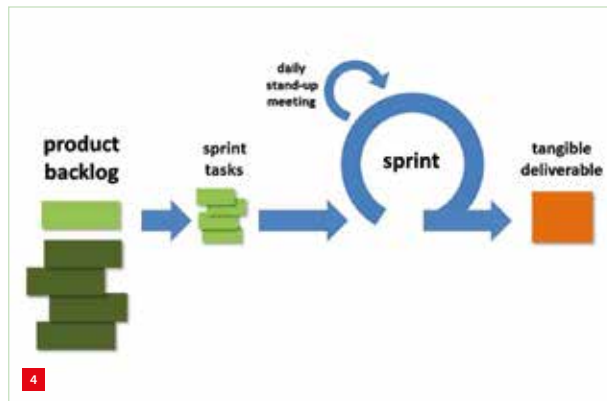 daily
stand-up
meeting
product
backlog
sprint
tasks
sprint
tangible
deliverable
4